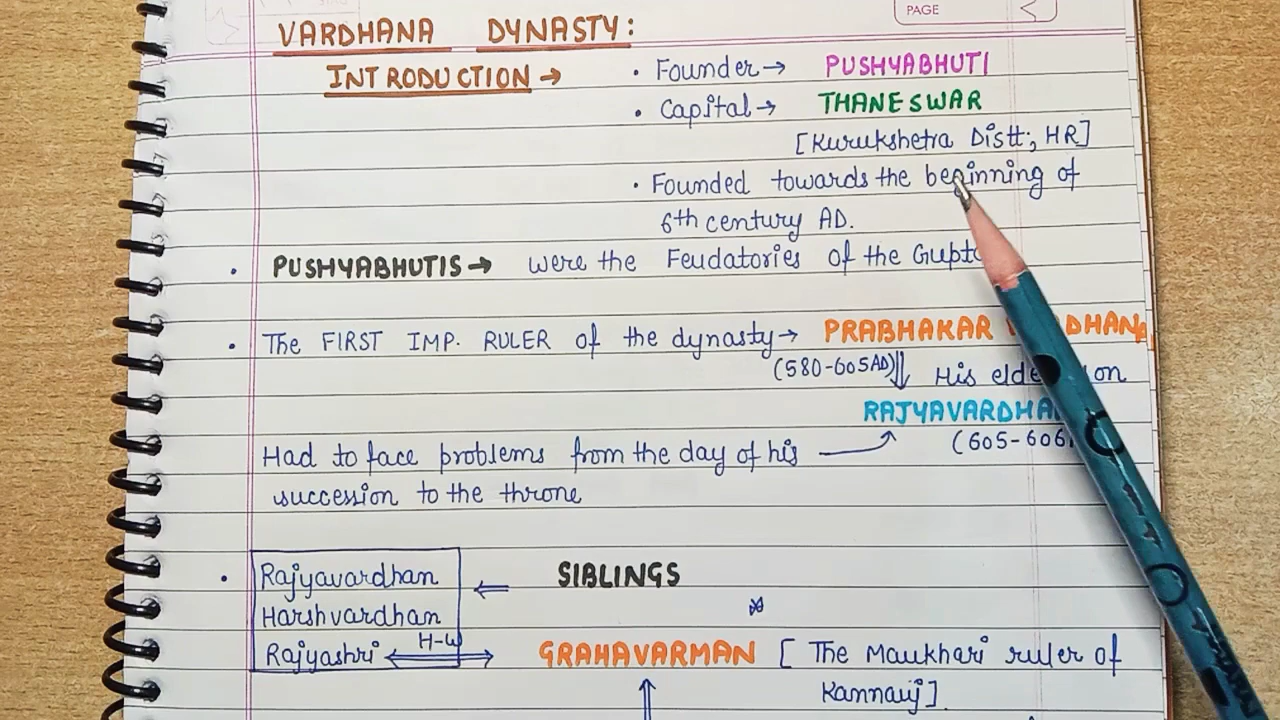 PAGE
VARDHANA DYNASTY:
INTRODUCTION → • Founder → PUSHYABHUTI
• Capital → THANESWAR
[Kurukshetra Distt; HR]
• Founded towards the beginning of
6th century AD.
• PUSHYABHUTIS → were the Feudatories of the
• The FIRST IMP. RULER of the dynasty → PRABHAKAR
(580-605AD) His
(605-606
Had to face problems from the day of his
succession to the throne
• Rajyavardhan ← SIBLINGS
Harshvardhan
Rajyashri H-W GRAHAVARMAN [The Maukhari ruler of
Kannauj]